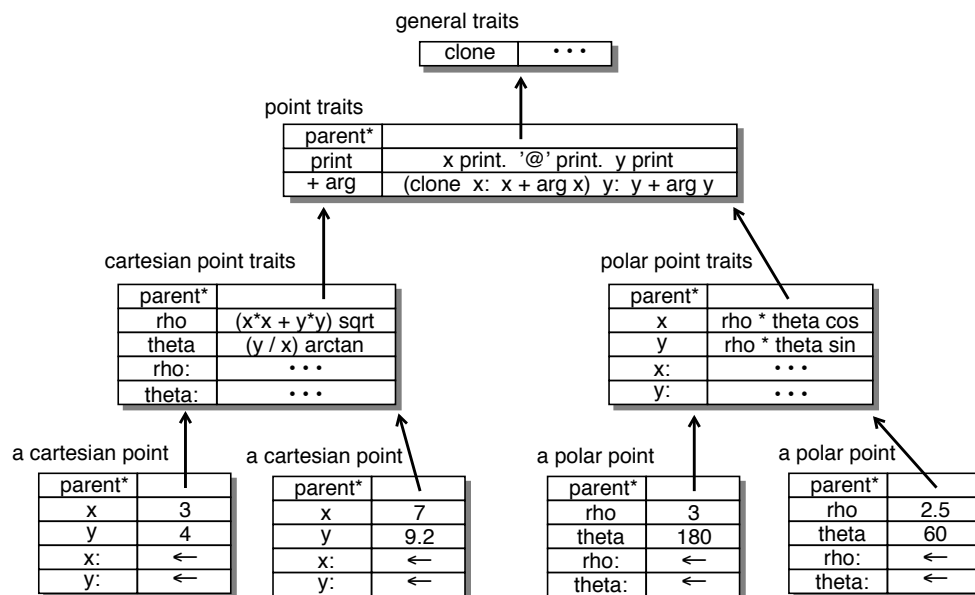 general traits
clone • • •
point traits
parent*
print x print. '@' print. y print
+ arg (clone x: x + arg x) y: y + arg y
cartesian point traits
parent*
rho (x*x + y*y) sqrt
theta (y / x) arctan
rho: • • •
theta: • • •
polar point traits
parent*
x rho * theta cos
y rho * theta sin
x: • • •
y: • • •
a cartesian point
parent*
x 3
y 4
x: ←
y: ←
a cartesian point
parent*
x 7
y 9.2
x: ←
y: ←
a polar point
parent*
rho 3
theta 180
rho: ←
theta: ←
a polar point
parent*
rho 2.5
theta 60
rho: ←
theta: ←